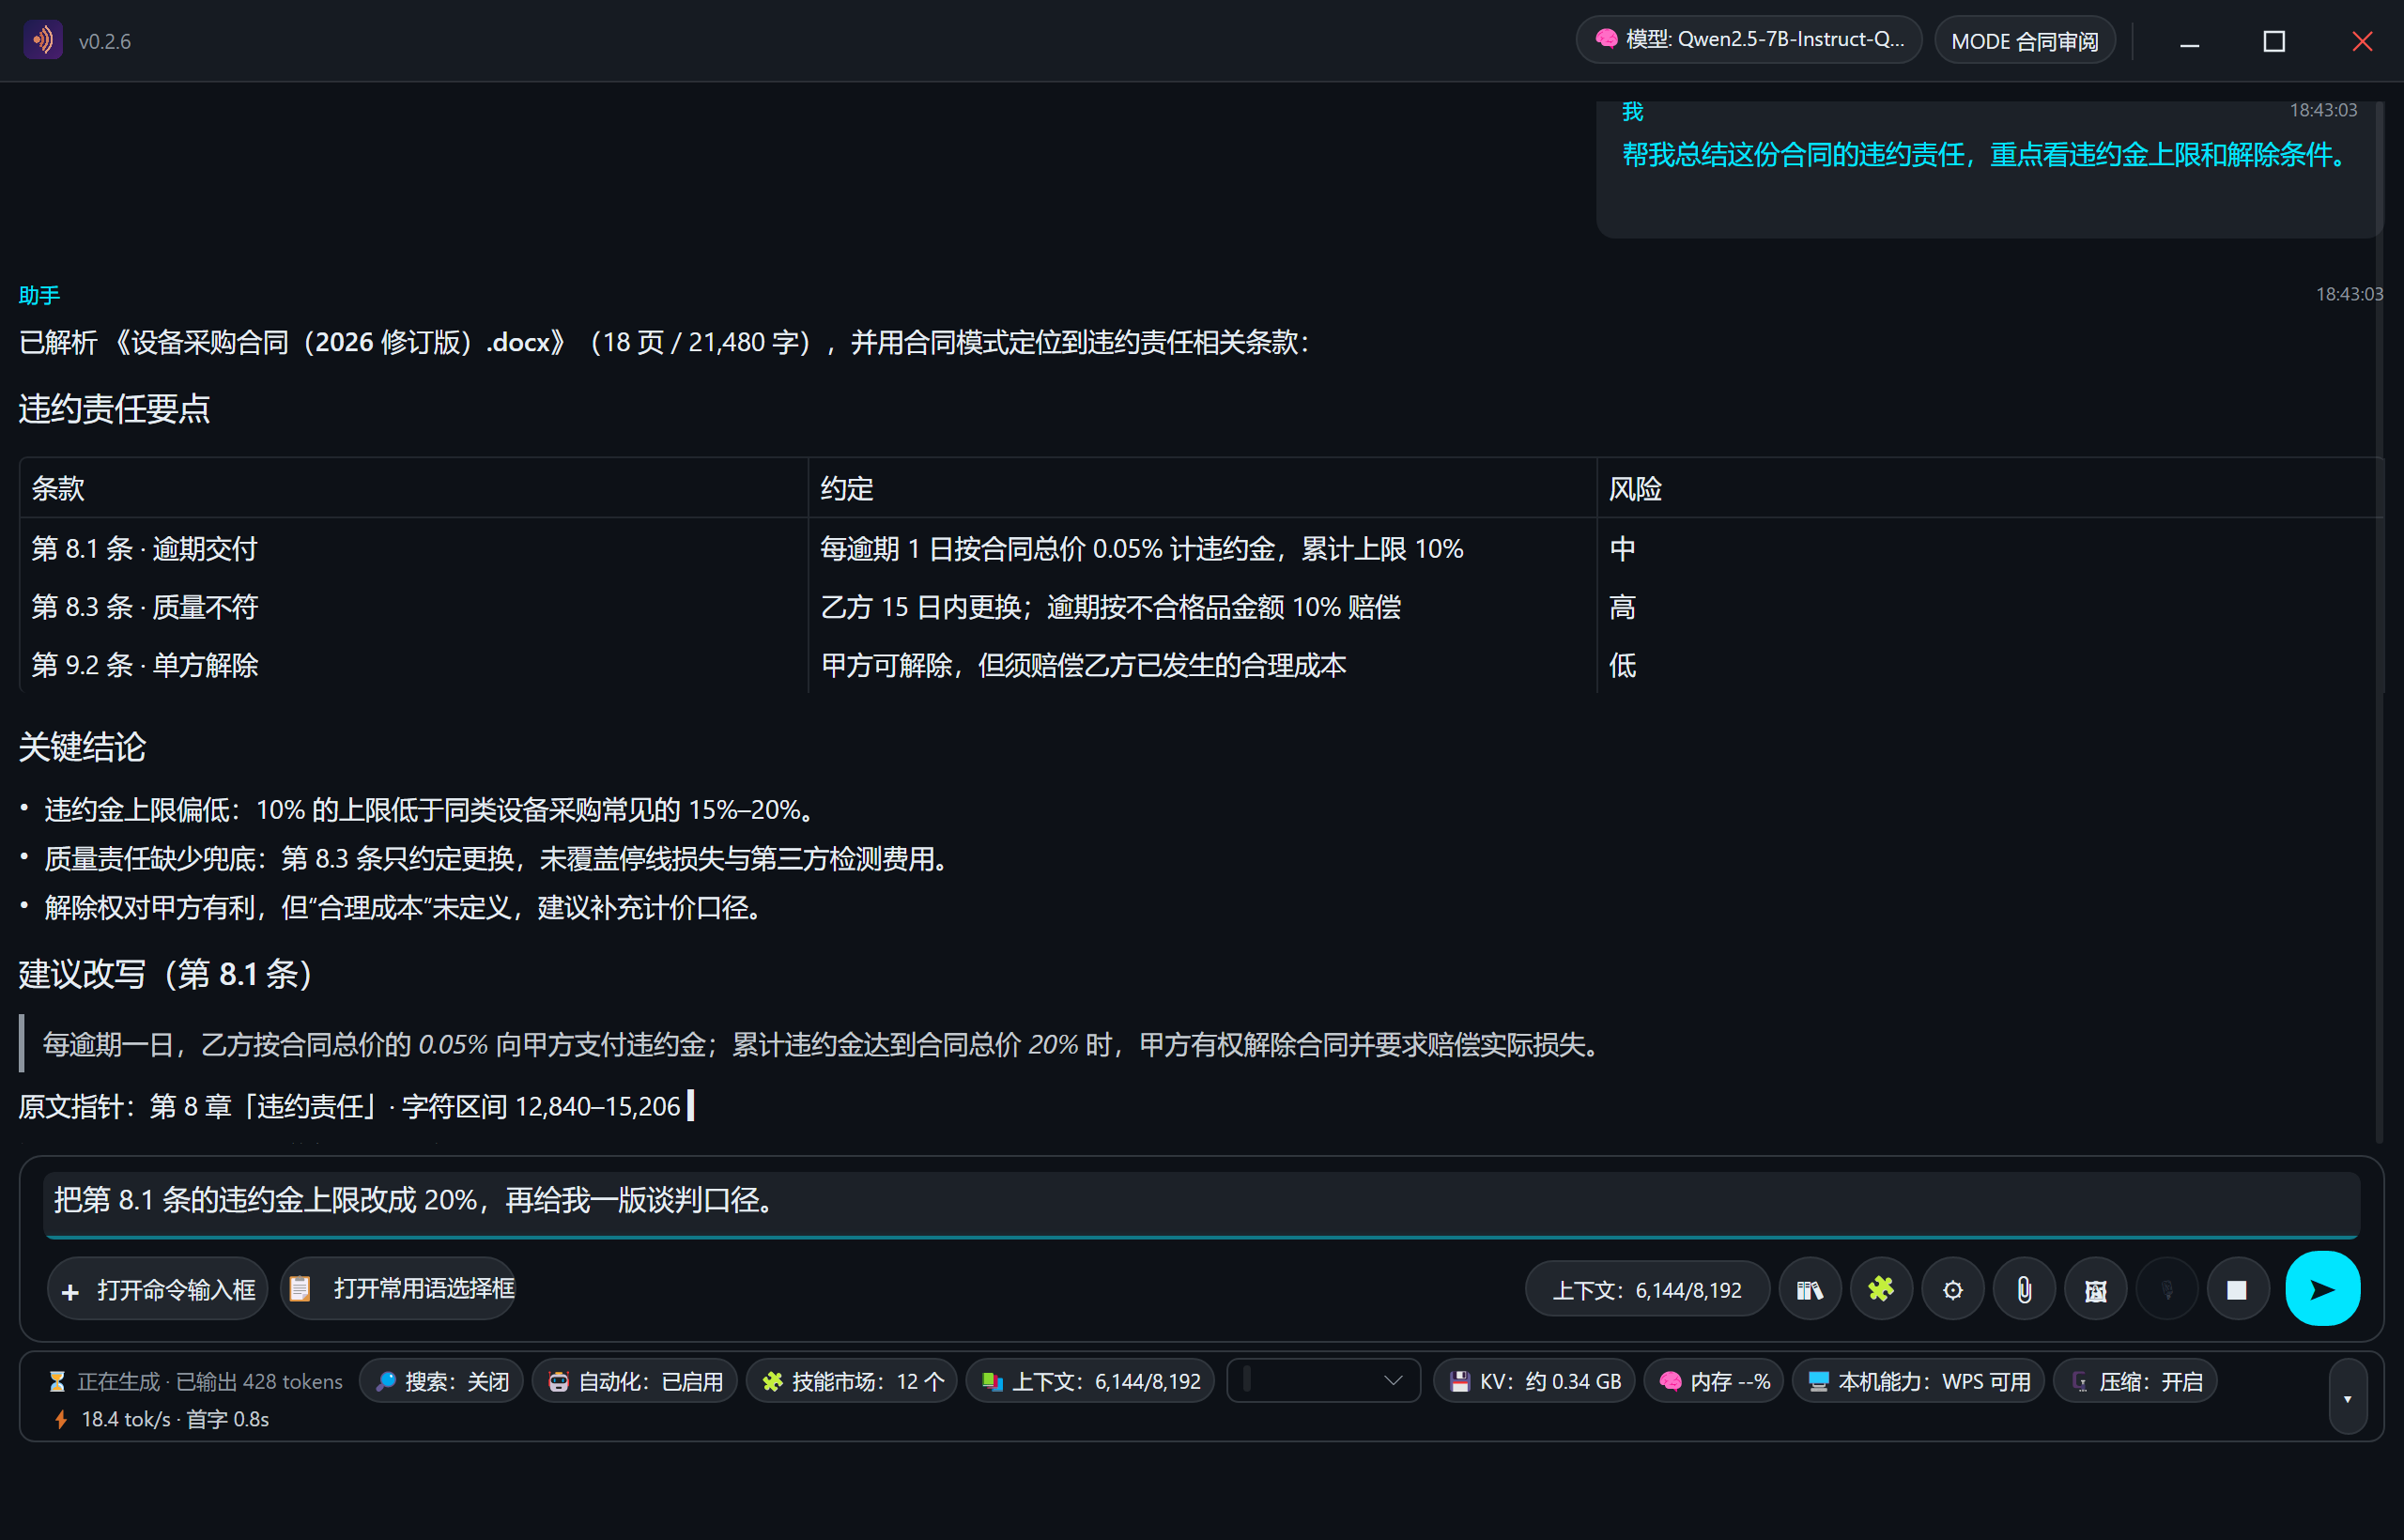 v0.2.6
模型: Qwen2.5-7B-Instruct-Q...
MODE 合同审阅
我
18:43:03
帮我总结这份合同的违约责任，重点看违约金上限和解除条件。
助手
18:43:03
已解析 《设备采购合同（2026 修订版）.docx》（18 页 / 21,480 字），并用合同模式定位到违约责任相关条款：
违约责任要点
条款 约定 风险
第 8.1 条 · 逾期交付 每逾期 1 日按合同总价 0.05% 计违约金，累计上限 10% 中
第 8.3 条 · 质量不符 乙方 15 日内更换；逾期按不合格品金额 10% 赔偿 高
第 9.2 条 · 单方解除 甲方可解除，但须赔偿乙方已发生的合理成本 低
关键结论
• 违约金上限偏低：10% 的上限低于同类设备采购常见的 15%–20%。
• 质量责任缺少兜底：第 8.3 条只约定更换，未覆盖停线损失与第三方检测费用。
• 解除权对甲方有利，但“合理成本”未定义，建议补充计价口径。
建议改写（第 8.1 条）
每逾期一日，乙方按合同总价的 0.05% 向甲方支付违约金；累计违约金达到合同总价 20% 时，甲方有权解除合同并要求赔偿实际损失。
原文指针：第 8 章「违约责任」· 字符区间 12,840–15,206
把第 8.1 条的违约金上限改成 20%，再给我一版谈判口径。
+ 打开命令输入框
打开常用语选择框
上下文：6,144/8,192
正在生成 · 已输出 428 tokens
搜索：关闭
自动化：已启用
技能市场：12 个
上下文：6,144/8,192
KV：约 0.34 GB
内存 --%
本机能力：WPS 可用
压缩：开启
18.4 tok/s · 首字 0.8s